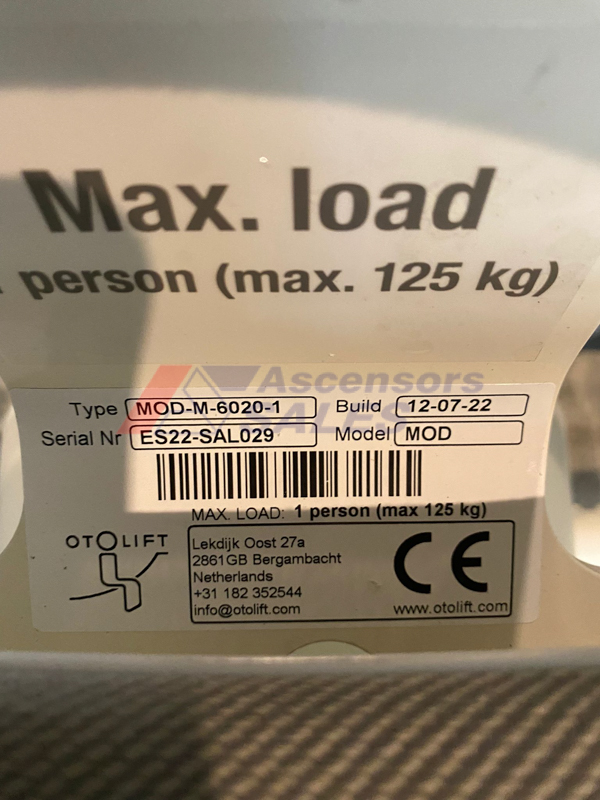 Max. load
1 person (max. 125 kg)
Ascensors
SALES
Type MOD-M-6020-1 Build 12-07-22
Serial Nr ES22-SAL029 Model MOD
MAX. LOAD: 1 person (max 125 kg)
OTOLIFT
Lekdijk Oost 27a
2861GB Bergambacht
Netherlands
+31 182 352544
info@otolift.com
CE
www.otolift.com